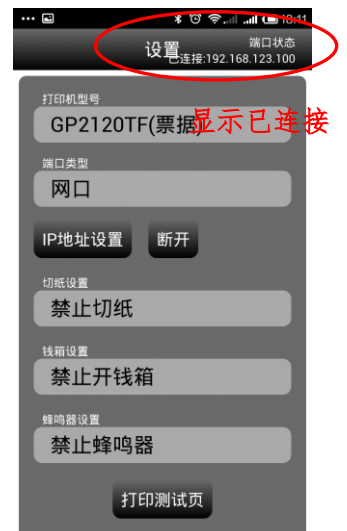 18:11
端口状态
设置
已连接:192.168.123.100
打印机型号
GP2120TF(票据)
显示已连接
端口类型
网口
IP地址设置
断开
切纸设置
禁止切纸
钱箱设置
禁止开钱箱
蜂鸣器设置
禁止蜂鸣器
打印测试页